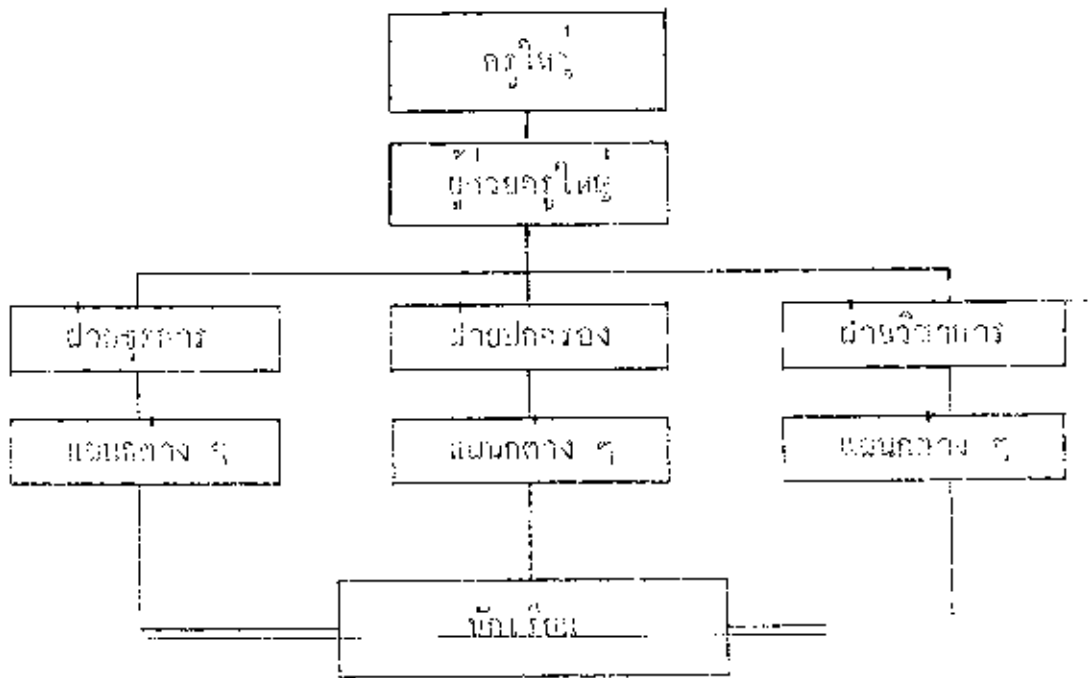 ครูใหญ่
ผู้ช่วยครูใหญ่
ฝ่ายธุรการ
ฝ่ายปกครอง
ฝ่ายวิชาการ
แผนกต่าง ๆ
แผนกต่าง ๆ
แผนกต่าง ๆ
นักเรียน